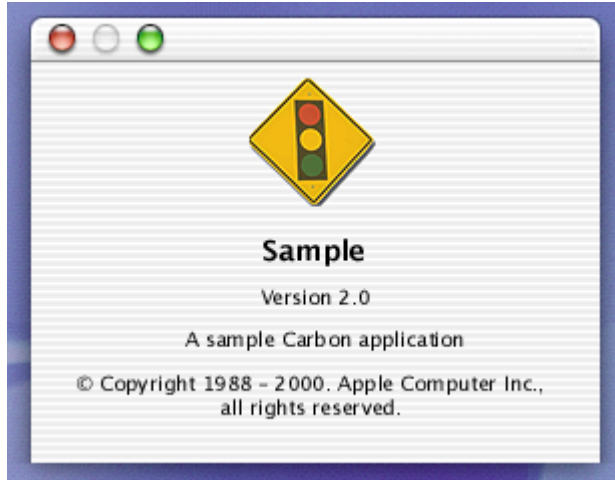 Sample
Version 2.0
A sample Carbon application
© Copyright 1988 – 2000. Apple Computer Inc.,
all rights reserved.